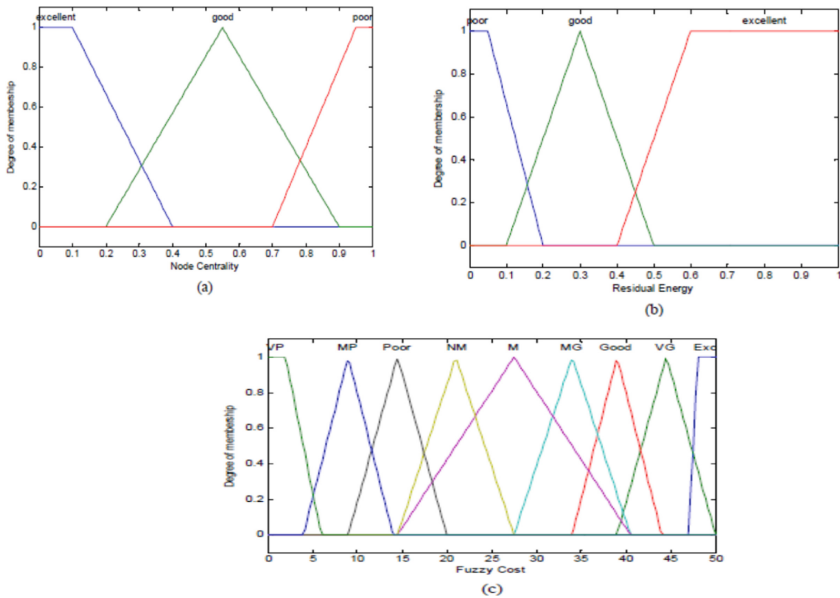 excellent good poor
Degree of membership
1
0.8
0.6
0.4
0.2
0
0 0.1 0.2 0.3 0.4 0.5 0.6 0.7 0.8 0.9 1
Node Centrality
(a)
poor good excellent
Degree of membership
1
0.8
0.6
0.4
0.2
0
0 0.1 0.2 0.3 0.4 0.5 0.6 0.7 0.8 0.9 1
Residual Energy
(b)
VP MP Poor NM M MG Good VG Exc
Degree of membership
1
0.8
0.6
0.4
0.2
0
0 5 10 15 20 25 30 35 40 45 50
Fuzzy Cost
(c)